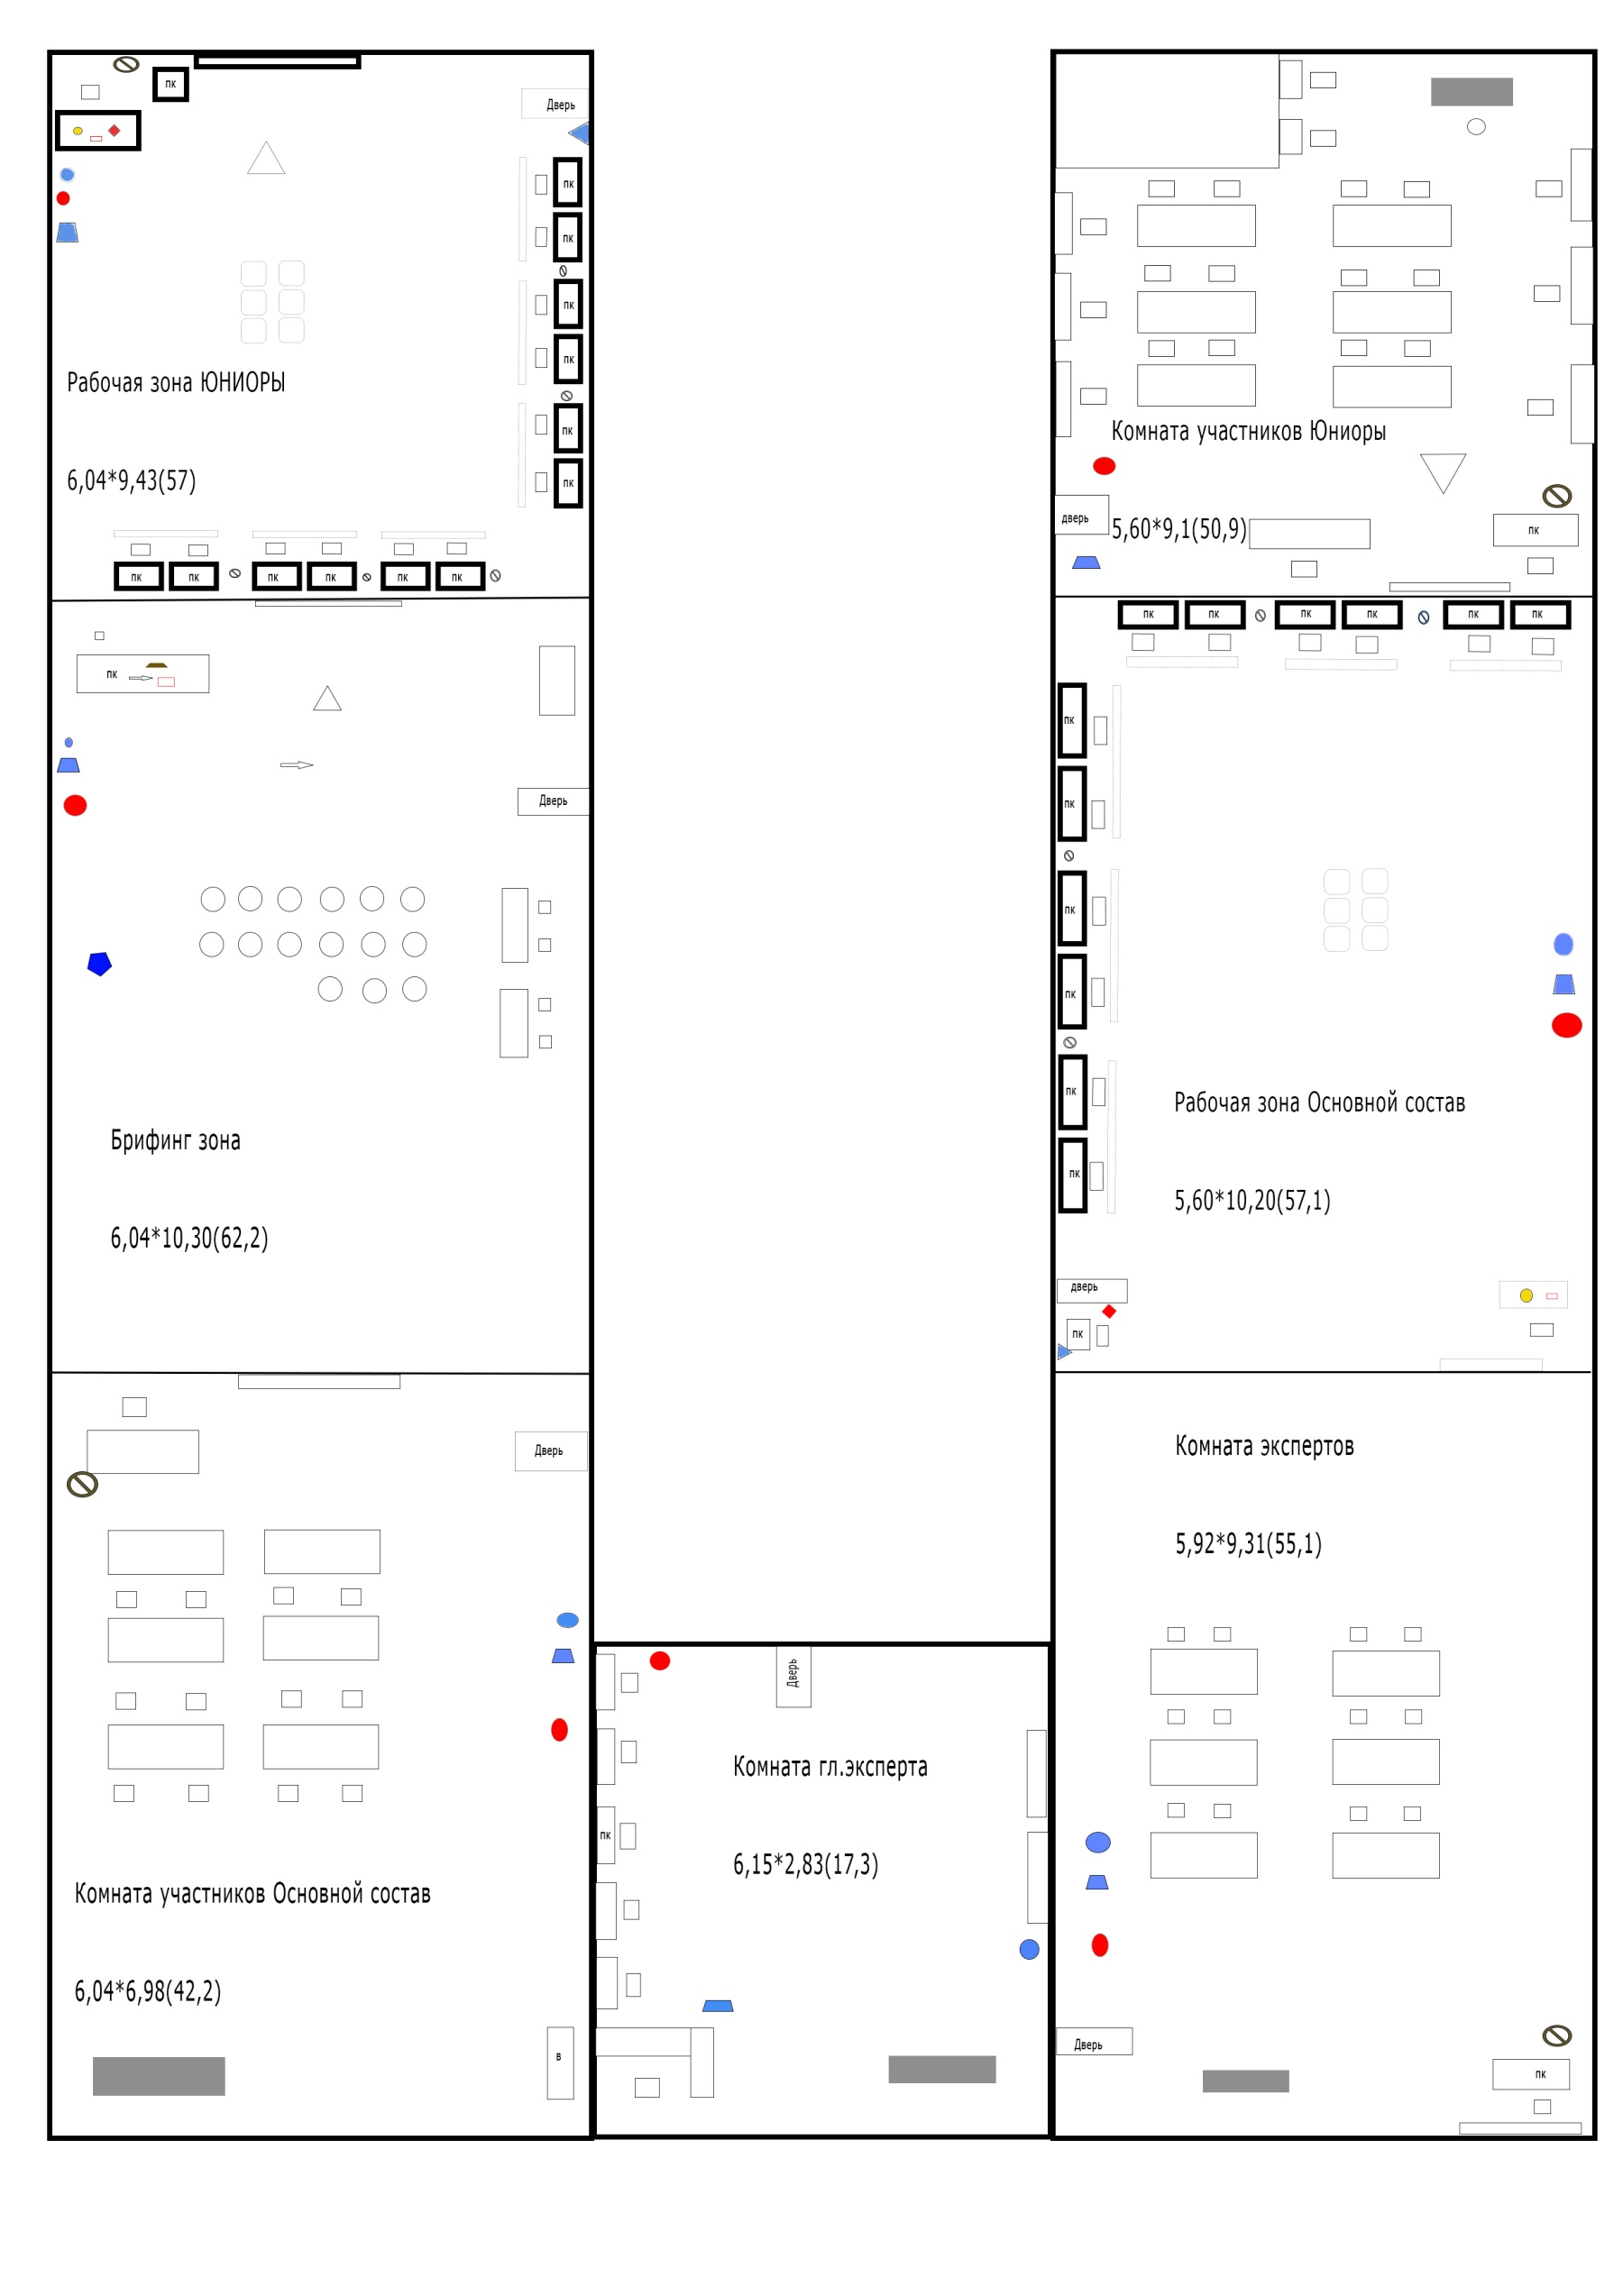 пк
Дверь
пк
пк
пк
пк
пк
пк
Рабочая зона ЮНИОРЫ
6,04*9,43(57)
пк
пк
пк
пк
пк
пк
пк
Дверь
Брифинг зона
6,04*10,30(62,2)
Дверь
Комната участников Основной состав
6,04*6,98(42,2)
в
Дверь
Комната гл.эксперта
6,15*2,83(17,3)
пк
Комната участников Юниоры
дверь
5,60*9,1(50,9)
пк
пк
пк
пк
пк
пк
пк
пк
пк
пк
пк
пк
пк
Рабочая зона Основной состав
5,60*10,20(57,1)
дверь
пк
Комната экспертов
5,92*9,31(55,1)
Дверь
пк